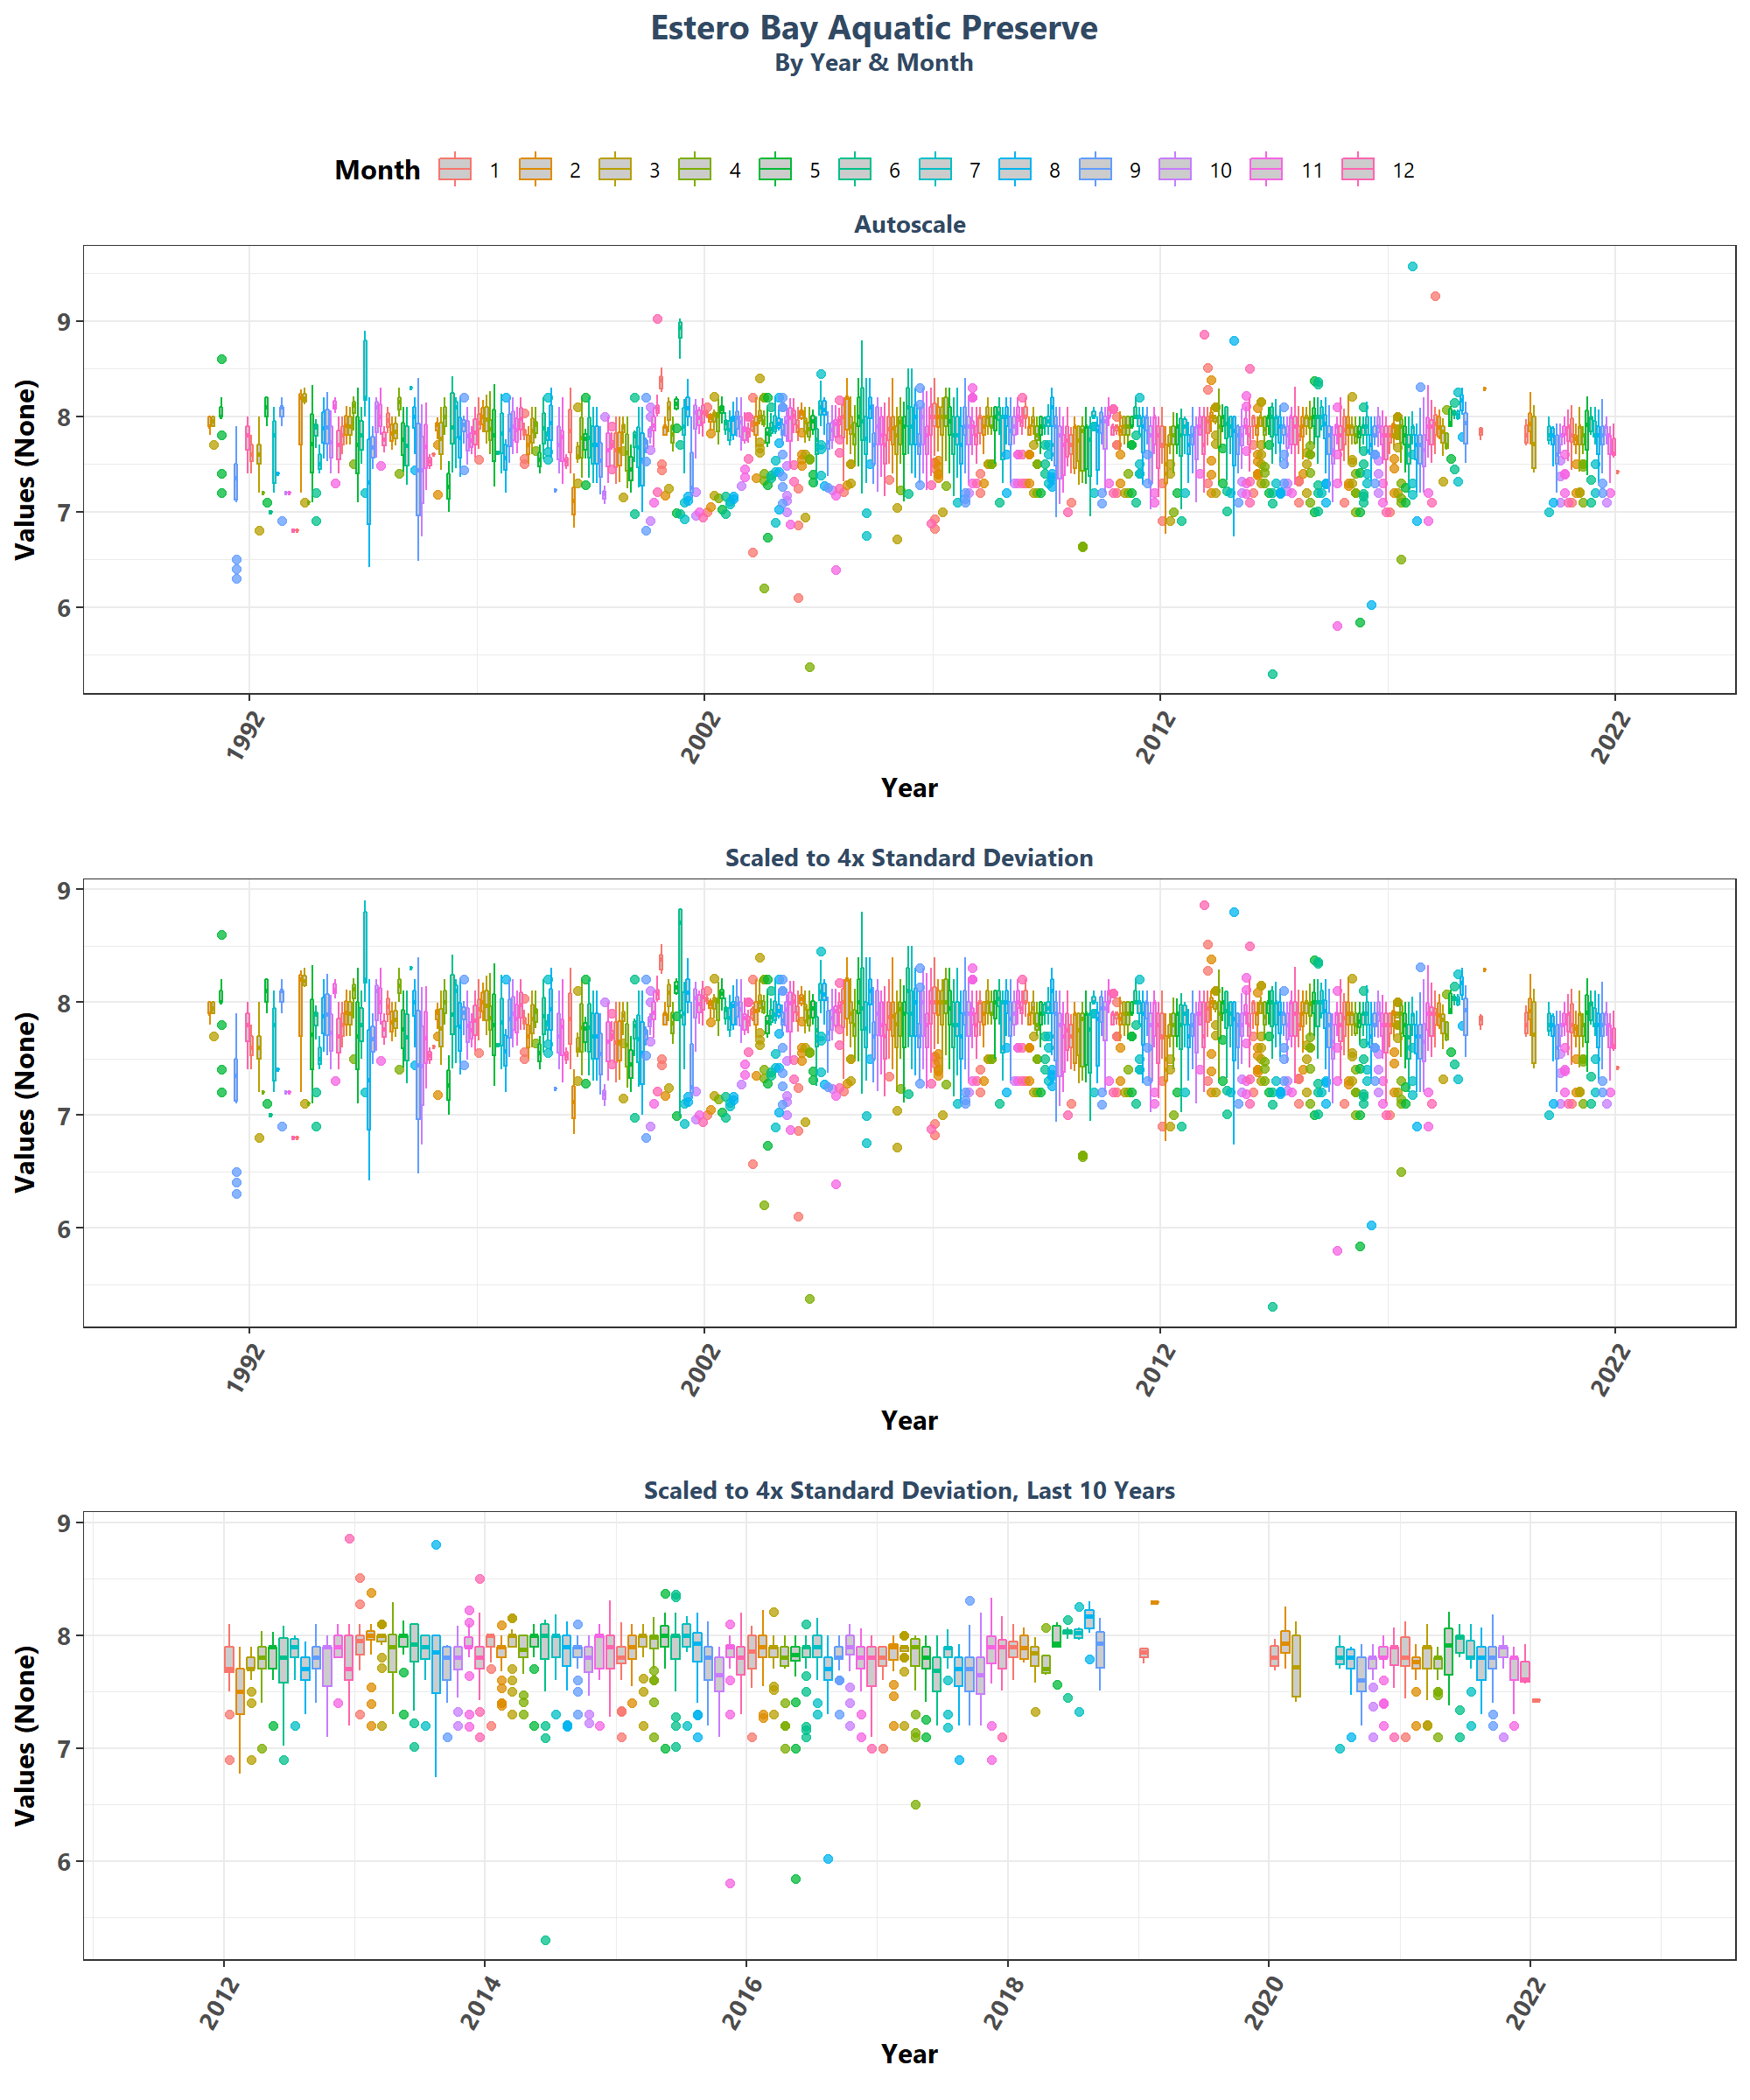 Estero Bay Aquatic Preserve
By Year & Month
Month 1 2 3 4 5 6 7 8 9 10 11 12
Autoscale
Values (None)
9
8
7
6
1992 2002 2012 2022
Year
Scaled to 4x Standard Deviation
Values (None)
9
8
7
6
1992 2002 2012 2022
Year
Scaled to 4x Standard Deviation, Last 10 Years
Values (None)
9
8
7
6
2012 2014 2016 2018 2020 2022
Year